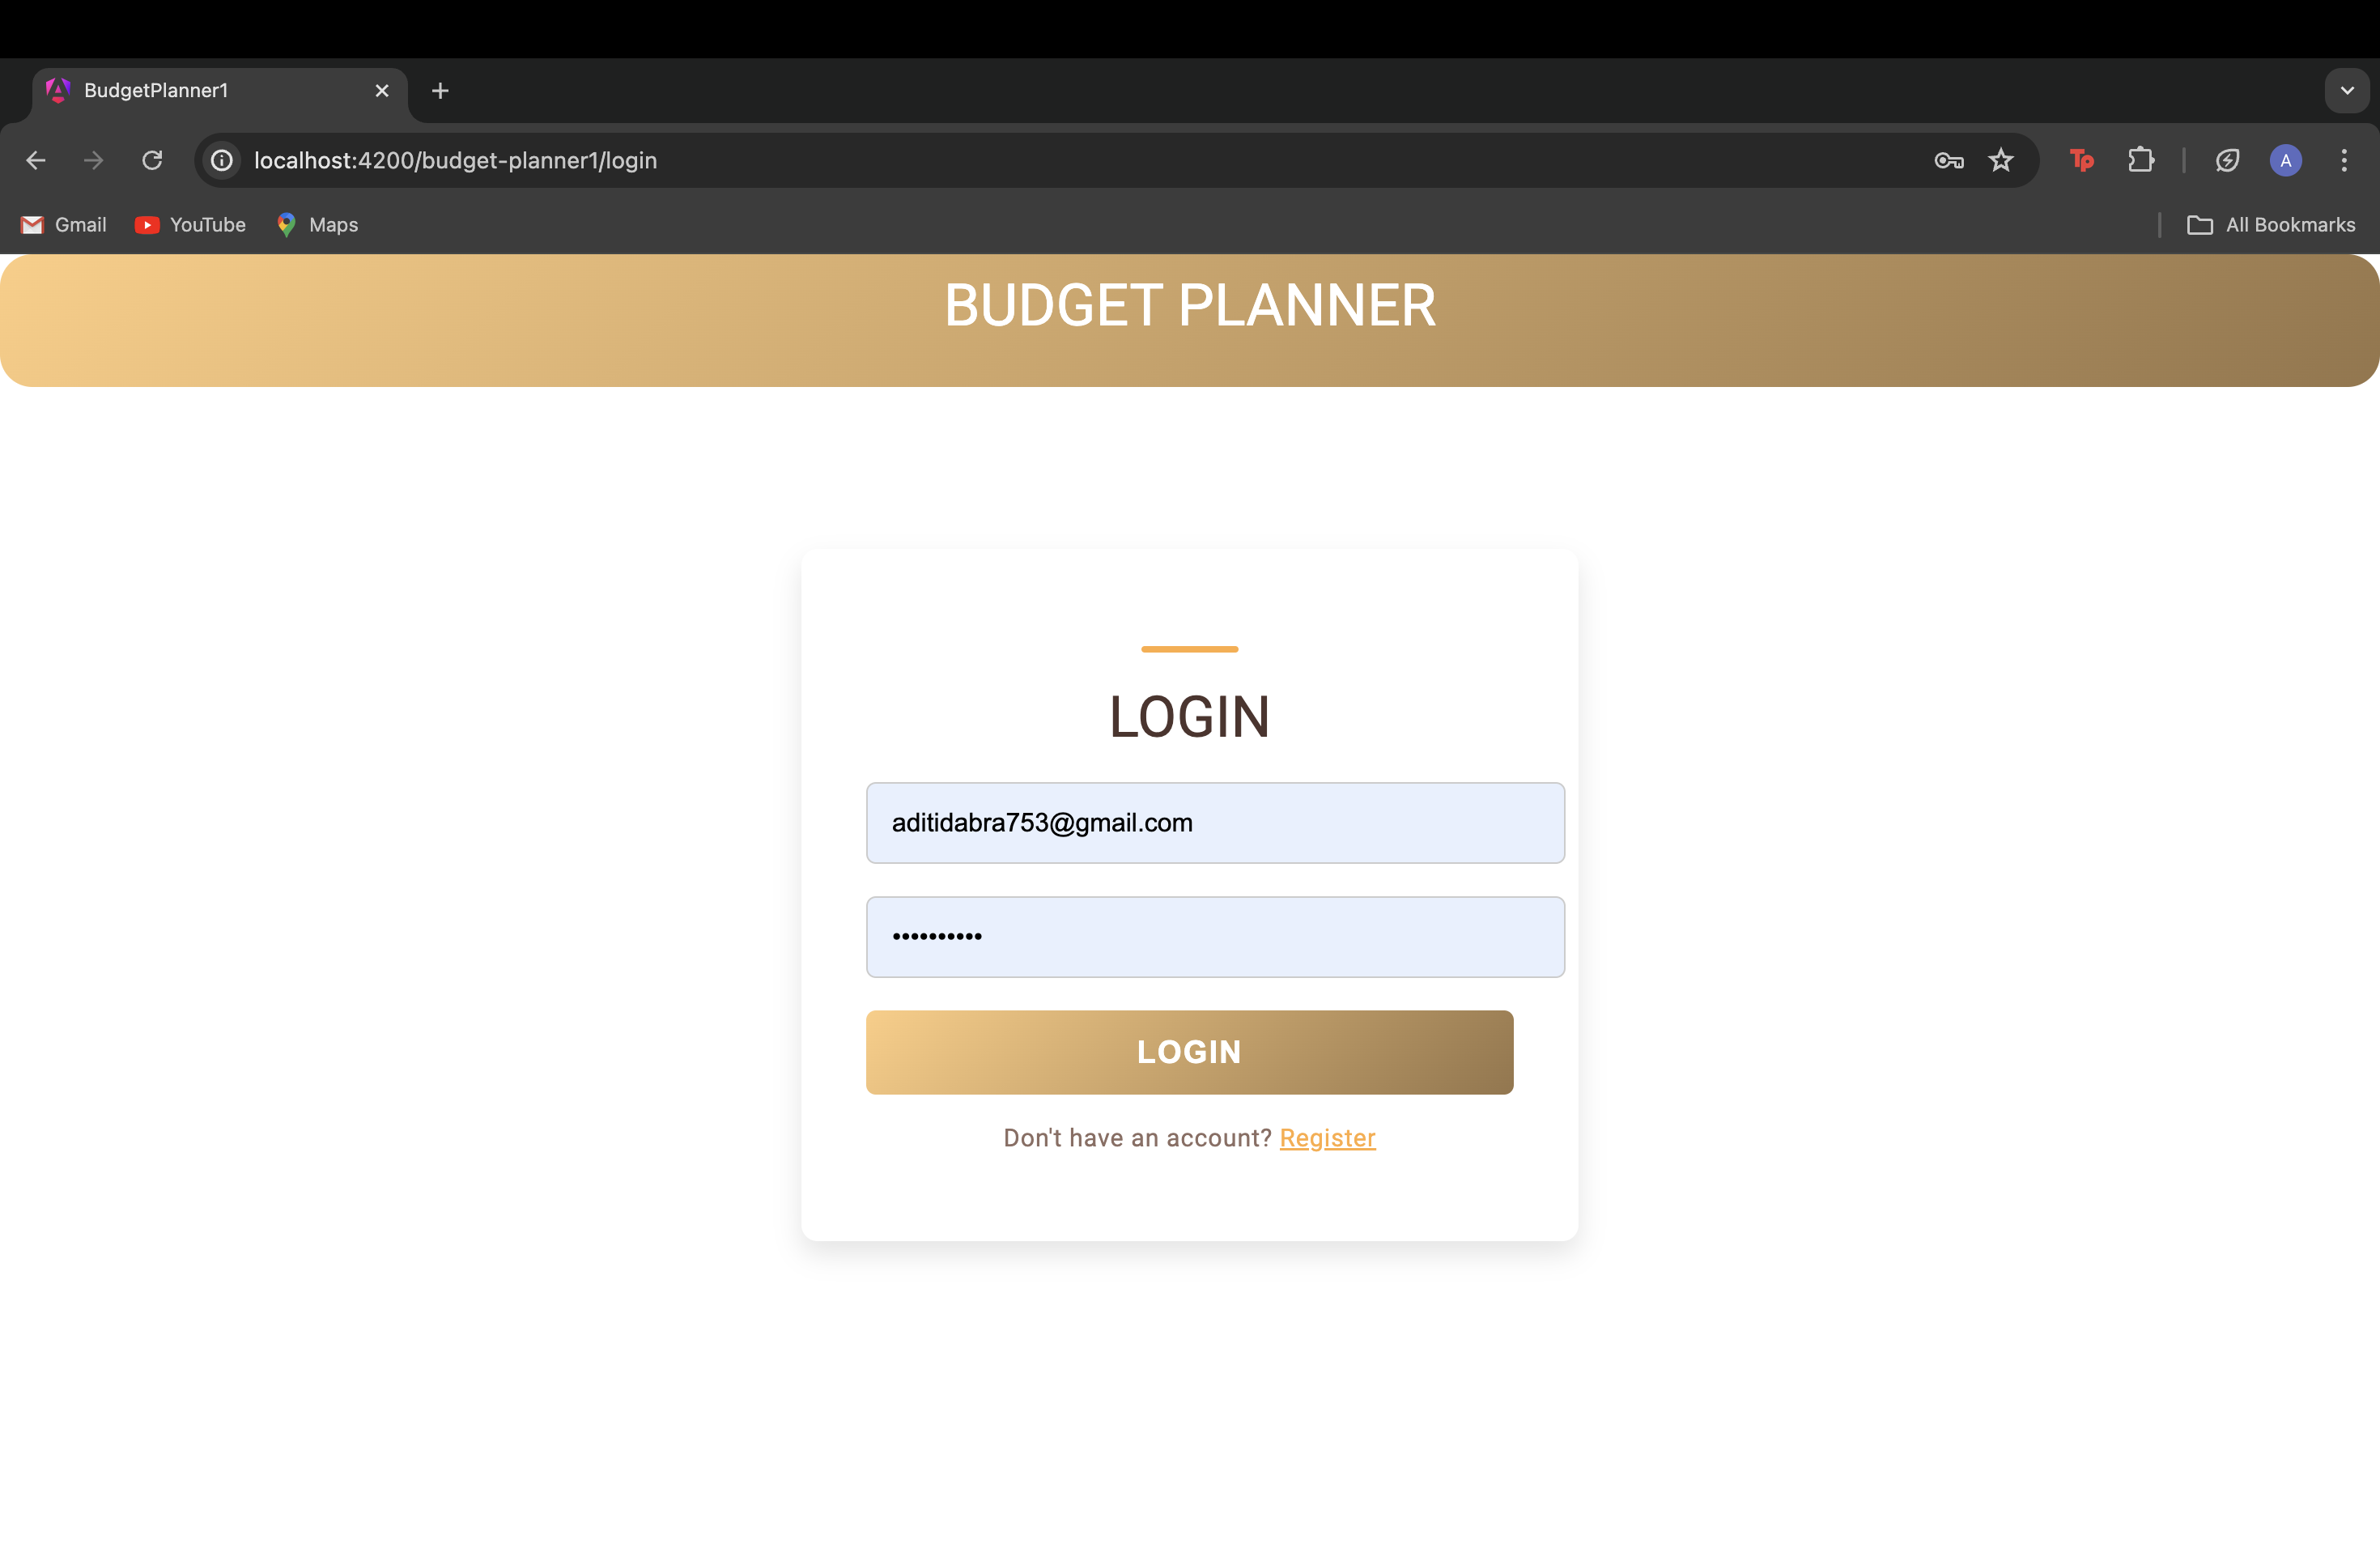 BudgetPlanner1
localhost:4200/budget-planner1/login
Tp
A
Gmail YouTube Maps All Bookmarks
BUDGET PLANNER
LOGIN
aditidabra753@gmail.com
••••••••••
LOGIN
Don't have an account? Register